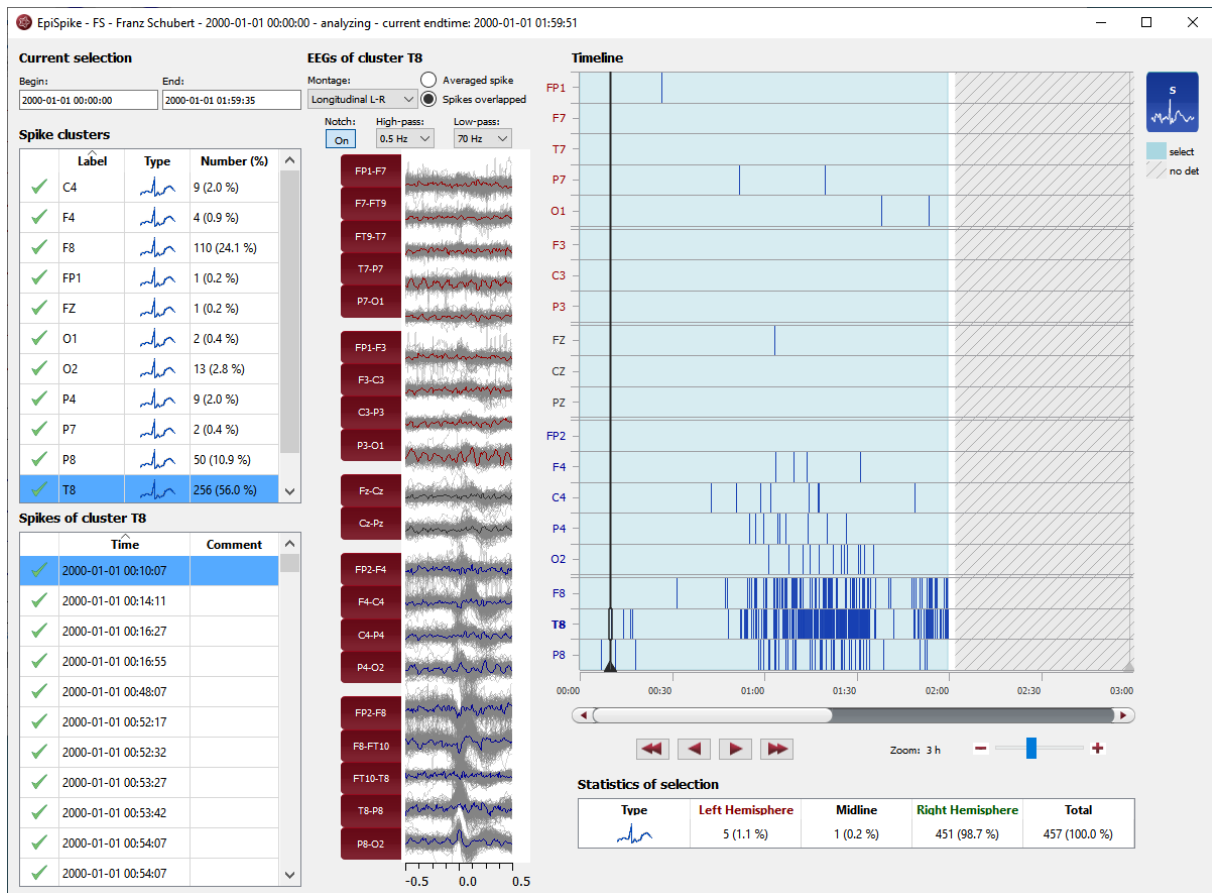 EpiSpike - FS - Franz Schubert - 2000-01-01 00:00:00 - analyzing - current endtime: 2000-01-01 01:59:51
Current selection
Begin:
End:
2000-01-01 00:00:00
2000-01-01 01:59:35
Spike clusters
Label Type Number (%)
C4 9 (2.0 %)
F4 4 (0.9 %)
F8 110 (24.1 %)
FP1 1 (0.2 %)
FZ 1 (0.2 %)
O1 2 (0.4 %)
O2 13 (2.8 %)
P4 9 (2.0 %)
P7 2 (0.4 %)
P8 50 (10.9 %)
T8 256 (56.0 %)
Spikes of cluster T8
Time Comment
2000-01-01 00:10:07
2000-01-01 00:14:11
2000-01-01 00:16:27
2000-01-01 00:16:55
2000-01-01 00:48:07
2000-01-01 00:52:17
2000-01-01 00:52:32
2000-01-01 00:53:27
2000-01-01 00:53:42
2000-01-01 00:54:07
2000-01-01 00:54:07
EEGs of cluster T8
Montage:
Longitudinal L-R
Averaged spike
Spikes overlapped
Notch: High-pass: Low-pass:
On 0.5 Hz 70 Hz
FP1-F7
F7-FT9
FT9-T7
T7-P7
P7-O1
FP1-F3
F3-C3
C3-P3
P3-O1
Fz-Cz
Cz-Pz
FP2-F4
F4-C4
C4-P4
P4-O2
FP2-F8
F8-FT10
FT10-T8
T8-P8
P8-O2
-0.5 0.0 0.5
Timeline
FP1
F7
T7
P7
O1
F3
C3
P3
FZ
CZ
PZ
FP2
F4
C4
P4
O2
F8
T8
P8
00:00 00:30 01:00 01:30 02:00 02:30 03:00
S
select
no det
Zoom: 3 h
Statistics of selection
Type Left Hemisphere Midline Right Hemisphere Total
5 (1.1 %) 1 (0.2 %) 451 (98.7 %) 457 (100.0 %)